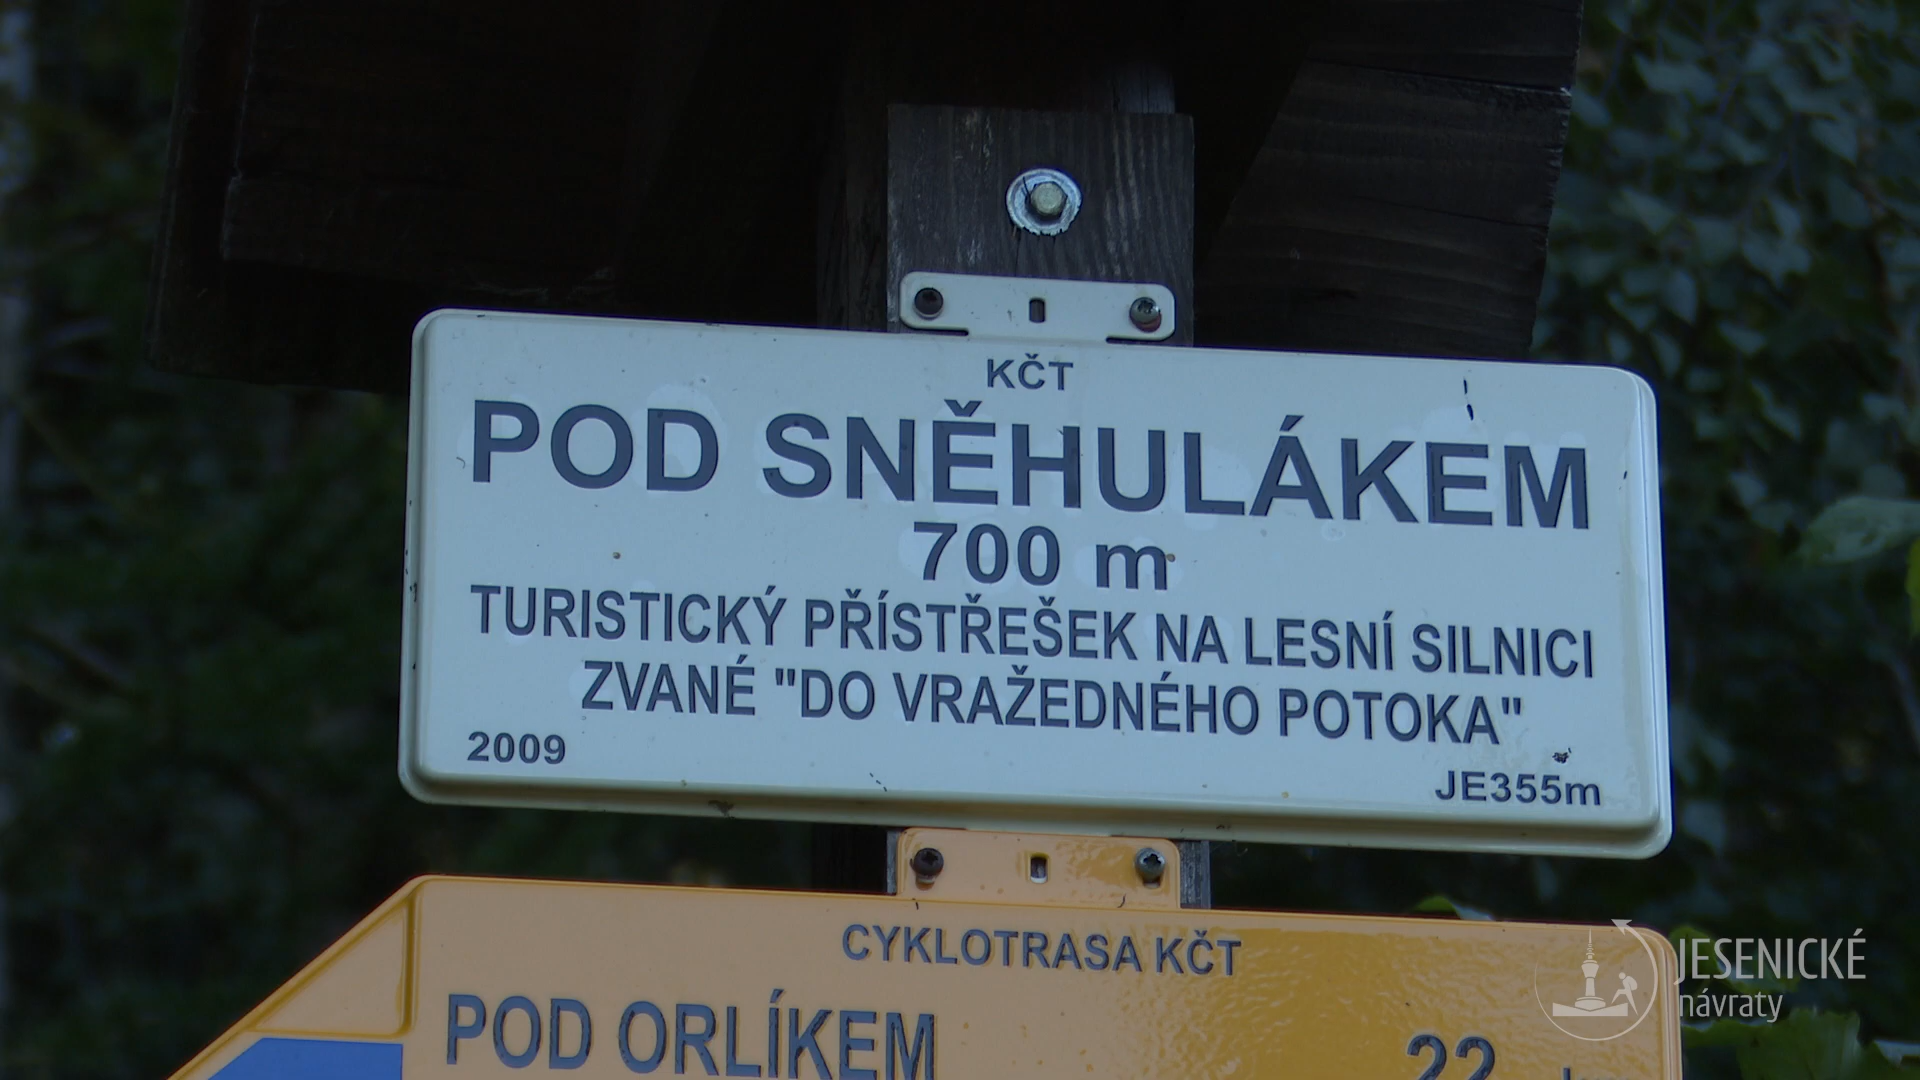 KČT
POD SNĚHULÁKEM
700 m
TURISTICKÝ PŘÍSTŘEŠEK NA LESNÍ SILNICI
ZVANÉ "DO VRAŽEDNÉHO POTOKA"
2009
JE355m
CYKLOTRASA KČT
POD ORLÍKEM
22
JESENICKÉ
návraty